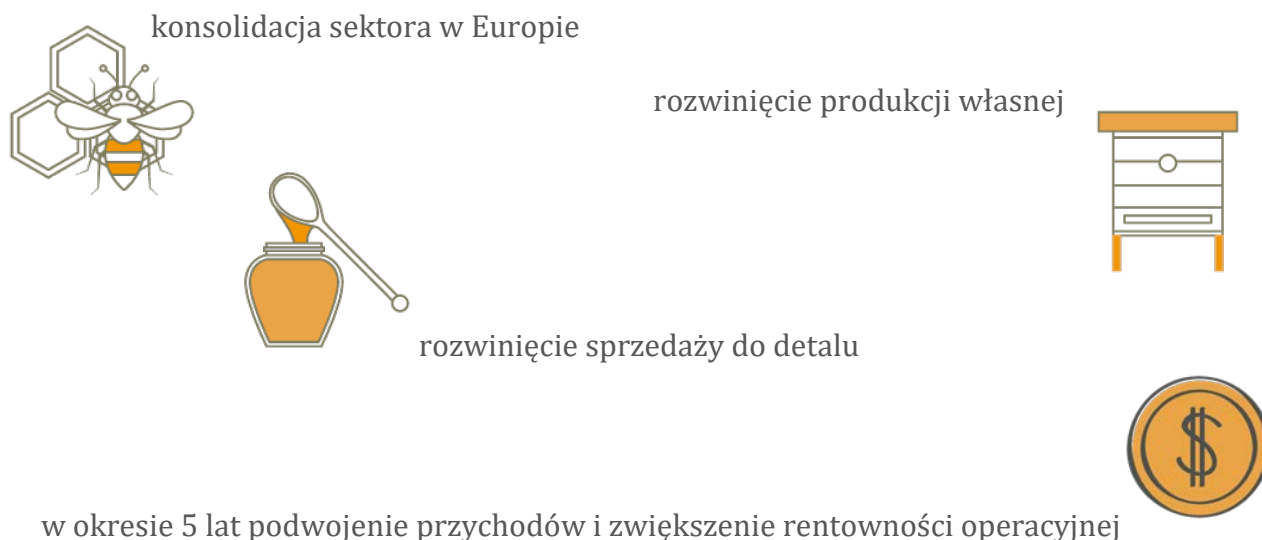 konsolidacja sektora w Europie
rozwinięcie produkcji własnej
rozwinięcie sprzedaży do detalu
w okresie 5 lat podwojenie przychodów i zwiększenie rentowności operacyjnej